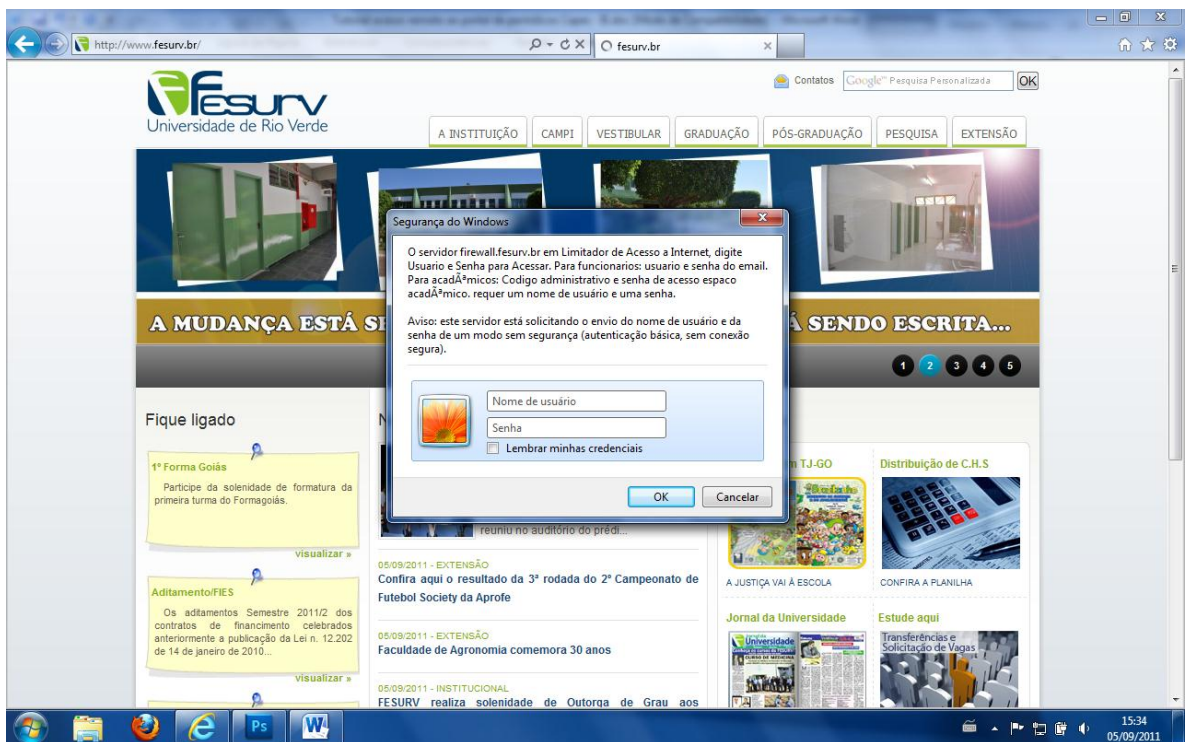 http://www.fesurv.br/
fesurv.br
Contatos
Google™ Pesquisa Personalizada
OK
Fesurv
Universidade de Rio Verde
A INSTITUIÇÃO
CAMPI
VESTIBULAR
GRADUAÇÃO
PÓS-GRADUAÇÃO
PESQUISA
EXTENSÃO
Segurança do Windows
O servidor firewall.fesurv.br em Limitador de Acesso a Internet, digite
Usuario e Senha para Acessar. Para funcionarios: usuario e senha do email.
Para acadÃªmicos: Codigo administrativo e senha de acesso espaco
acadÃªmico. requer um nome de usuário e uma senha.
Aviso: este servidor está solicitando o envio do nome de usuário e da
senha de um modo sem segurança (autenticação básica, sem conexão
segura).
Nome de usuário
Senha
Lembrar minhas credenciais
OK
Cancelar
A MUDANÇA ESTÁ
SENDO ESCRITA...
1 2 3 4 5
Fique ligado
1º Forma Goiás
Participe da solenidade de formatura da
primeira turma do Formagoiás.
visualizar »
Aditamento/FIES
Os aditamentos Semestre 2011/2 dos
contratos de financimento celebrados
anteriormente a publicação da Lei n. 12.202
de 14 de janeiro de 2010...
visualizar »
reuniu no auditório do prédi...
05/09/2011 - EXTENSÃO
Confira aqui o resultado da 3ª rodada do 2º Campeonato de
Futebol Society da Aprofe
05/09/2011 - EXTENSÃO
Faculdade de Agronomia comemora 30 anos
05/09/2011 - INSTITUCIONAL
FESURV realiza solenidade de Outorga de Grau aos
TJ-GO
A JUSTIÇA VAI À ESCOLA
Distribuição de C.H.S
CONFIRA A PLANILHA
Jornal da Universidade
Universidade
Estude aqui
Transferências e
Solicitação de Vagas
Ps
W
15:34
05/09/2011